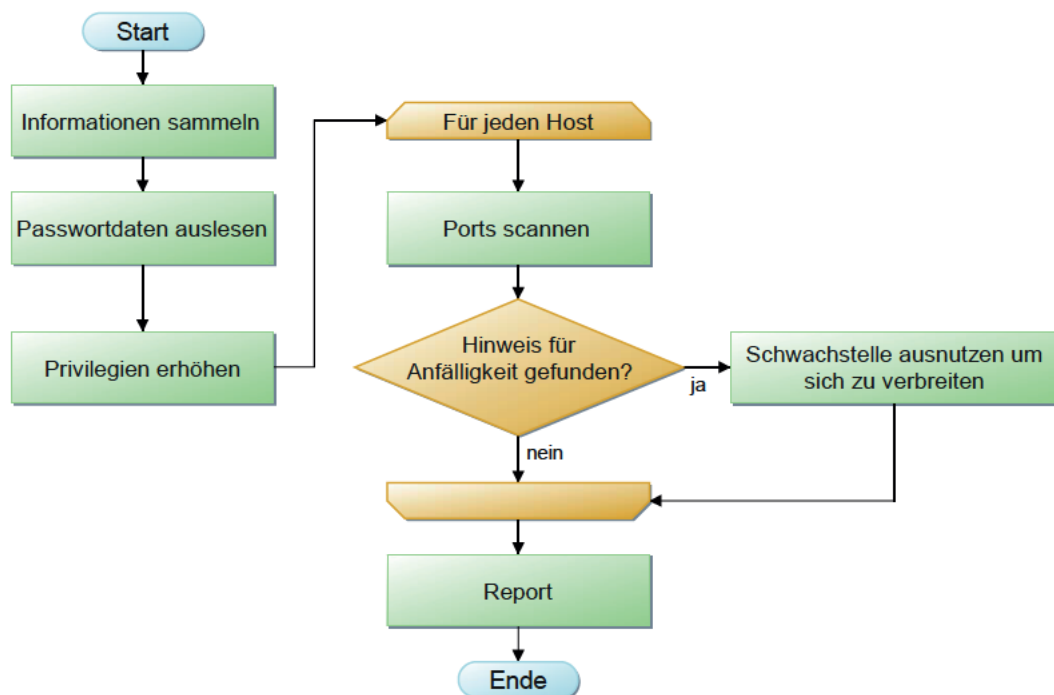 Start
Informationen sammeln
Passwortdaten auslesen
Privilegien erhöhen
Für jeden Host
Ports scannen
Hinweis für
Anfälligkeit gefunden?
ja
Schwachstelle ausnutzen um
sich zu verbreiten
nein
Report
Ende